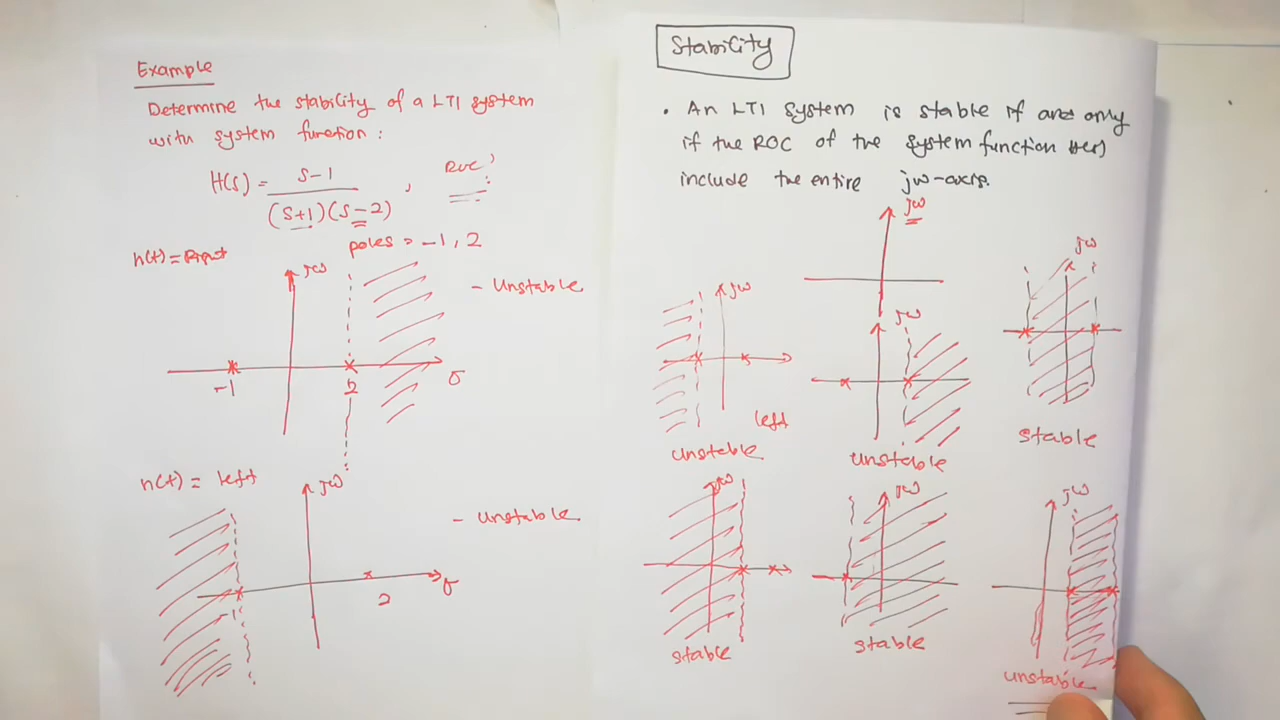 Example
Determine the stability of a LTI system
with system function:
H(s) = s-1 / (s+1)(s-2) , ROC?
poles = -1, 2
h(t) = Right
jω
- Unstable
-1
2
σ
h(t) = left
jω
- Unstable
-1
2
σ
Stability
• An LTI system is stable if and only
if the ROC of the system function H(s)
include the entire jω-axis.
jω
jω
left
unstable
jω
unstable
jω
stable
jω
stable
jω
stable
jω
unstable